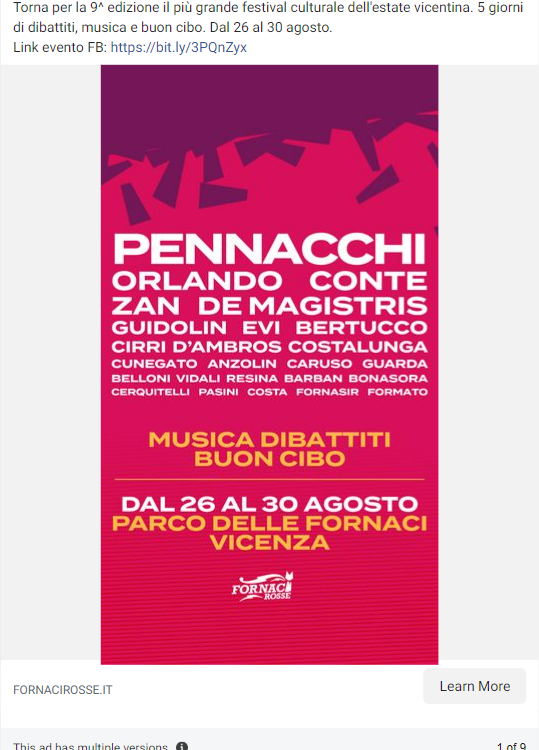 Torna per la 9^ edizione il più grande festival culturale dell'estate vicentina. 5 giorni
di dibattiti, musica e buon cibo. Dal 26 al 30 agosto.
Link evento FB: https://bit.ly/3PQnZyx
PENNACCHI
ORLANDO CONTE
ZAN DE MAGISTRIS
GUIDOLIN EVI BERTUCCO
CIRRI D'AMBROS COSTALUNGA
CUNEGATO ANZOLIN CARUSO GUARDA
BELLONI VIDALI RESINA BARBAN BONASORA
CERQUITELLI PASINI COSTA FORNASIR FORMATO
MUSICA DIBATTITI
BUON CIBO
DAL 26 AL 30 AGOSTO
PARCO DELLE FORNACI
VICENZA
FORNACI
ROSSE
FORNACIROSSE.IT
Learn More
This ad has multiple versions
1 of 9